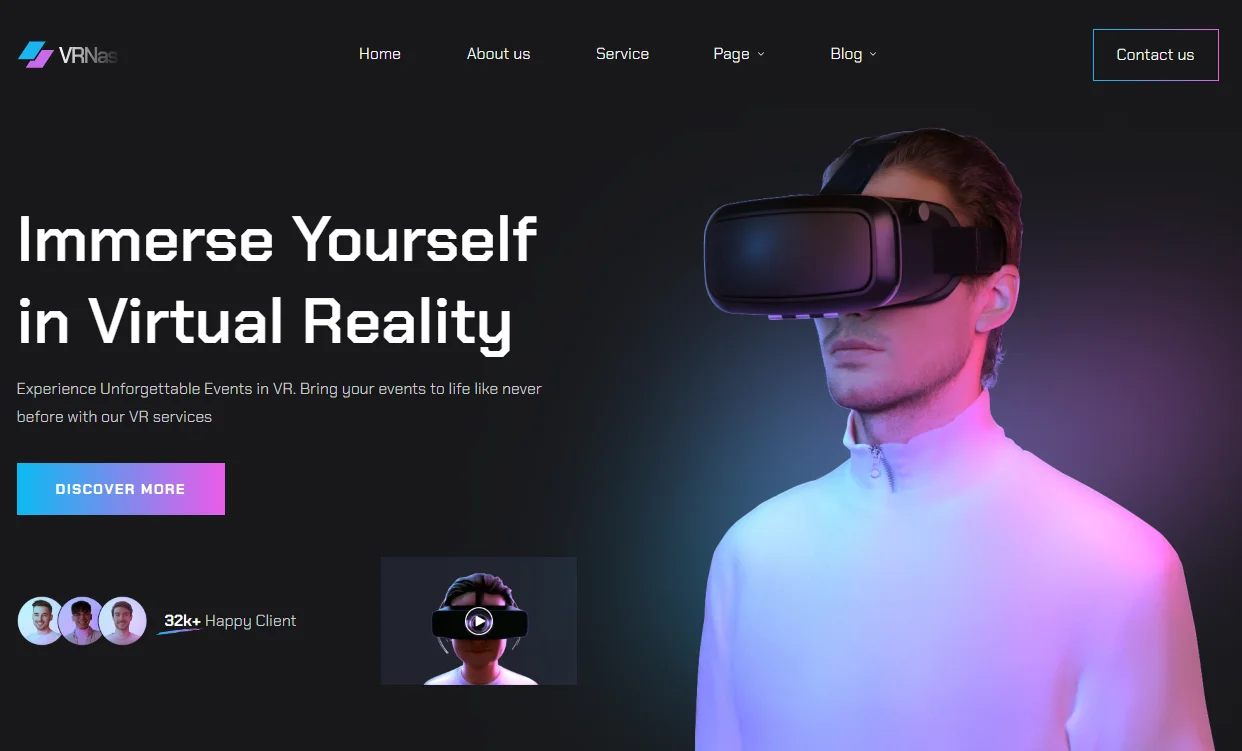 VRNas
Home
About us
Service
Page
Blog
Contact us
Immerse Yourself
in Virtual Reality
Experience Unforgettable Events in VR. Bring your events to life like never
before with our VR services
DISCOVER MORE
32k+ Happy Client